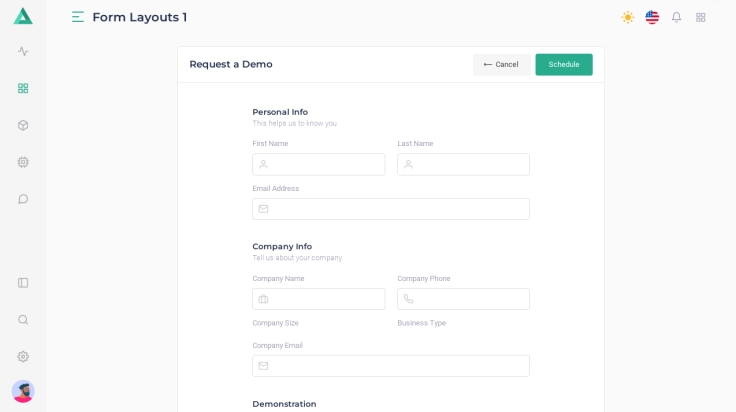 Form Layouts 1
Request a Demo
Cancel
Schedule
Personal Info
This helps us to know you
First Name
Last Name
Email Address
Company Info
Tell us about your company
Company Name
Company Phone
Company Size
Business Type
Company Email
Demonstration